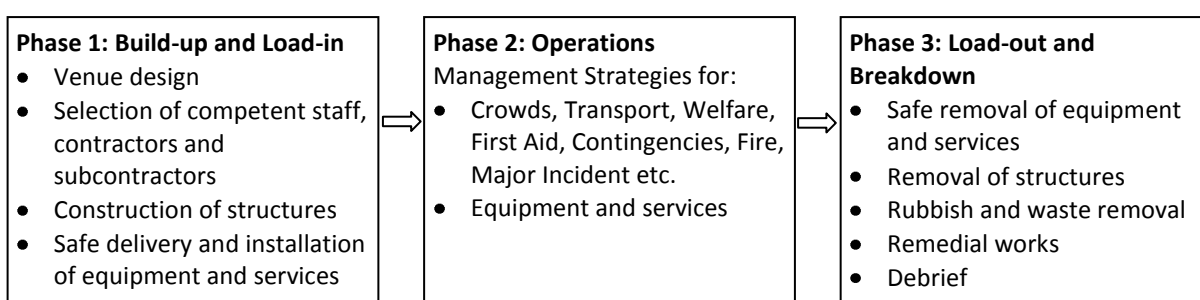 Phase 1: Build-up and Load-in
● Venue design
● Selection of competent staff,
contractors and
subcontractors
● Construction of structures
● Safe delivery and installation
of equipment and services
Phase 2: Operations
Management Strategies for:
● Crowds, Transport, Welfare,
First Aid, Contingencies, Fire,
Major Incident etc.
● Equipment and services
Phase 3: Load-out and
Breakdown
● Safe removal of equipment
and services
● Removal of structures
● Rubbish and waste removal
● Remedial works
● Debrief